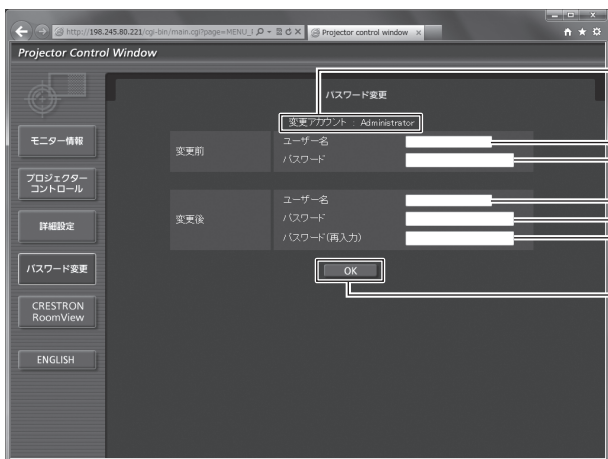 http://198.245.80.221/cgi-bin/main.cgi?page=MENU_
Projector control window
Projector Control Window
パスワード変更
変更アカウント : Administrator
変更前
ユーザー名
パスワード
変更後
ユーザー名
パスワード
パスワード(再入力)
OK
モニター情報
プロジェクター
コントロール
詳細設定
パスワード変更
CRESTRON
RoomView
ENGLISH